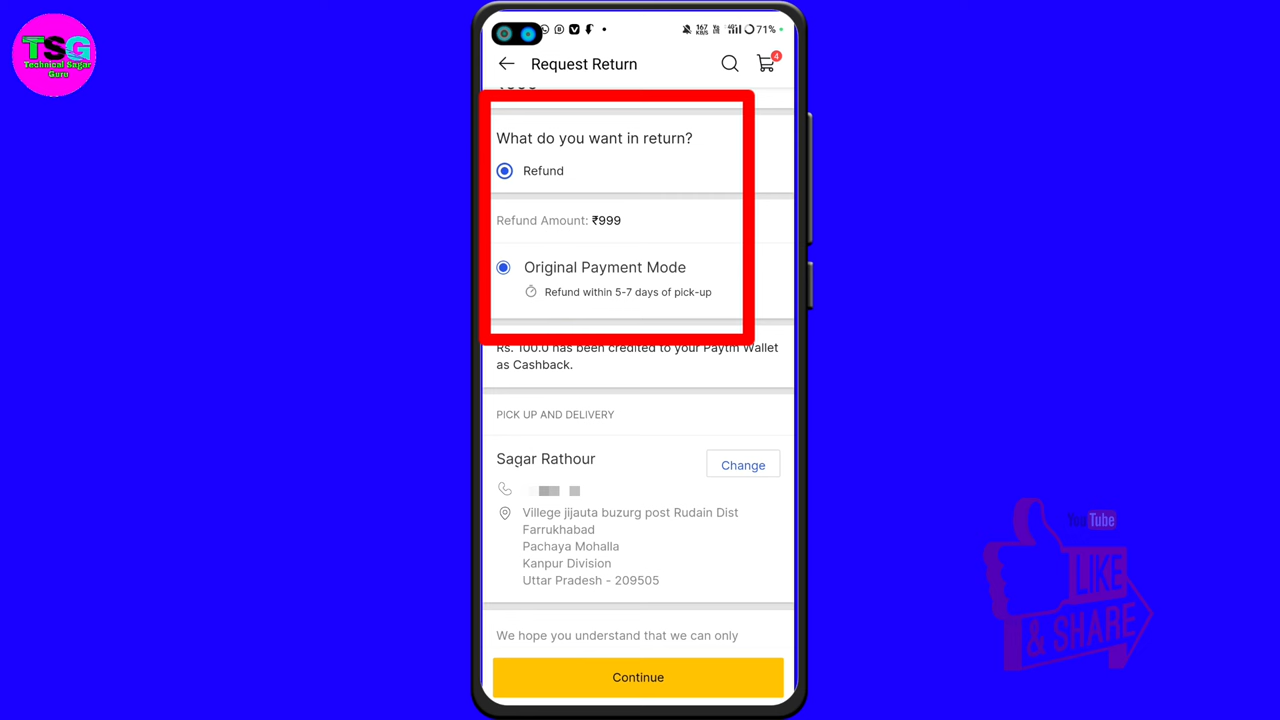 TSG
Technical Sagar
Guru
167
KB/S
71%
Request Return
4
What do you want in return?
Refund
Refund Amount: ₹999
Original Payment Mode
Refund within 5-7 days of pick-up
Rs. 100.0 has been credited to your Paytm Wallet
as Cashback.
PICK UP AND DELIVERY
Sagar Rathour
Change
Villege jijauta buzurg post Rudain Dist
Farrukhabad
Pachaya Mohalla
Kanpur Division
Uttar Pradesh - 209505
We hope you understand that we can only
Continue
YouTube
LIKE
& SHARE